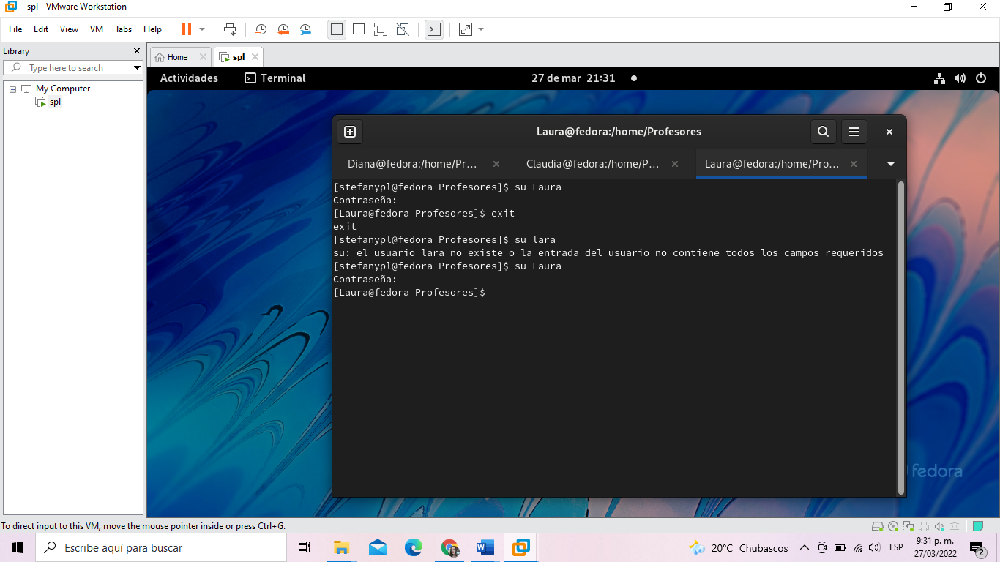 spl - VMware Workstation
File Edit View VM Tabs Help
Library
Type here to search
My Computer
spl
Home
spl
Actividades
Terminal
27 de mar 21:31
Laura@fedora:/home/Profesores
Diana@fedora:/home/Pr...
Claudia@fedora:/home/P...
Laura@fedora:/home/Pro...
[stefanypl@fedora Profesores]$ su Laura
Contraseña:
[Laura@fedora Profesores]$ exit
exit
[stefanypl@fedora Profesores]$ su lara
su: el usuario lara no existe o la entrada del usuario no contiene todos los campos requeridos
[stefanypl@fedora Profesores]$ su Laura
Contraseña:
[Laura@fedora Profesores]$
fedora
To direct input to this VM, move the mouse pointer inside or press Ctrl+G.
Escribe aquí para buscar
20°C Chubascos
ESP
9:31 p. m.
27/03/2022
2